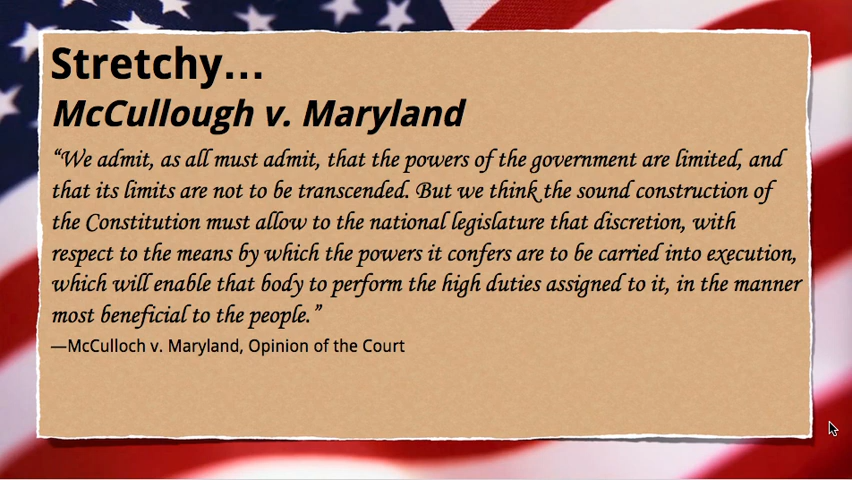 Stretchy...
McCullough v. Maryland
“We admit, as all must admit, that the powers of the government are limited, and
that its limits are not to be transcended. But we think the sound construction of
the Constitution must allow to the national legislature that discretion, with
respect to the means by which the powers it confers are to be carried into execution,
which will enable that body to perform the high duties assigned to it, in the manner
most beneficial to the people.”
—McCulloch v. Maryland, Opinion of the Court